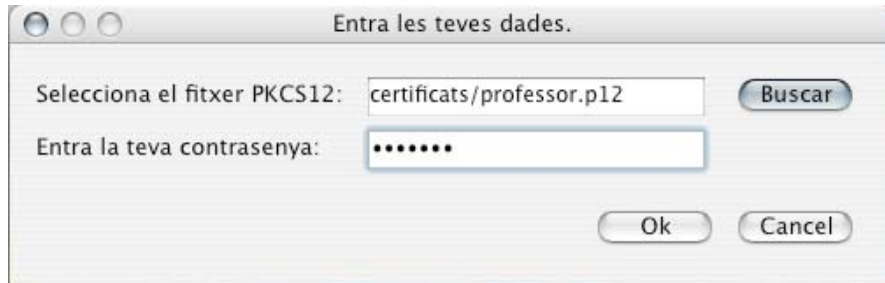 Entra les teves dades.
Selecciona el fitxer PKCS12: certificats/professor.p12 Buscar
Entra la teva contrasenya: •••••••
Ok Cancel